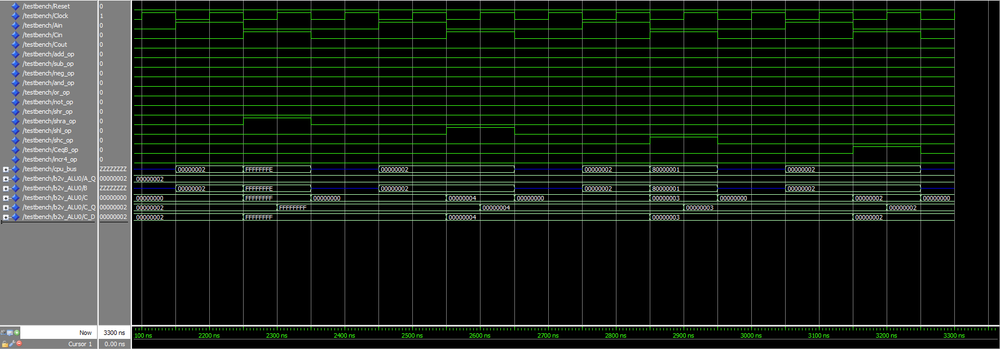 /testbench/Reset 0
/testbench/Clock 1
/testbench/Ain 0
/testbench/Cin 0
/testbench/Cout 0
/testbench/add_op 0
/testbench/sub_op 0
/testbench/neg_op 0
/testbench/and_op 0
/testbench/or_op 0
/testbench/not_op 0
/testbench/shr_op 0
/testbench/shra_op 0
/testbench/shl_op 0
/testbench/shc_op 0
/testbench/CeqB_op 0
/testbench/incr4_op 0
/testbench/cpu_bus ZZZZZZZZ 00000002 FFFFFFFE 00000002 00000002 80000001 00000002
/testbench/b2v_ALU0/A_Q 00000002 00000002
/testbench/b2v_ALU0/B ZZZZZZZZ 00000002 FFFFFFFE 00000002 00000002 80000001 00000002
/testbench/b2v_ALU0/C 00000000 00000000 FFFFFFFF 00000000 00000004 00000000 00000003 00000000 00000002 00000000
/testbench/b2v_ALU0/C_Q 00000002 00000002 FFFFFFFF 00000004 00000003 00000002
/testbench/b2v_ALU0/C_D 00000002 00000002 FFFFFFFF 00000004 00000003 00000002
Now 3300 ns 100 ns 2200 ns 2300 ns 2400 ns 2500 ns 2600 ns 2700 ns 2800 ns 2900 ns 3000 ns 3100 ns 3200 ns 3300 ns
Cursor 1 0.00 ns